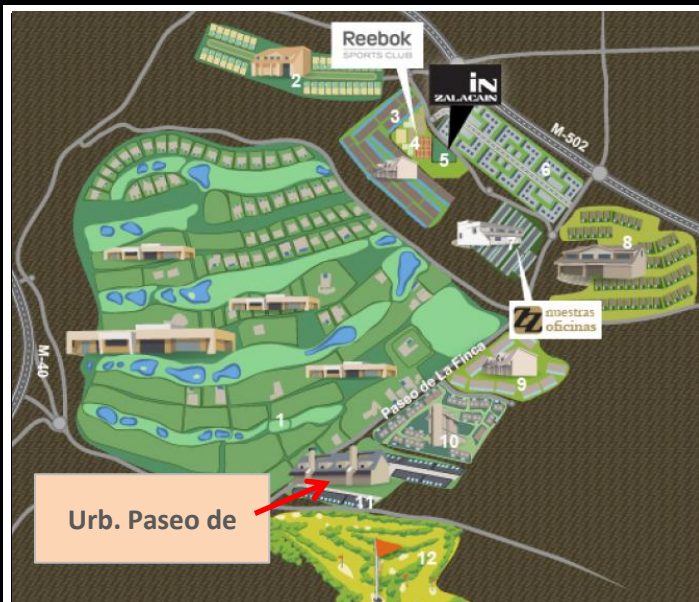 Reebok
SPORTS CLUB
iN
ZALACAIN
M-502
2
3
4
5
6
7
8
nuestras
oficinas
M-40
Paseo de La Finca
9
1
10
11
Urb. Paseo de
12